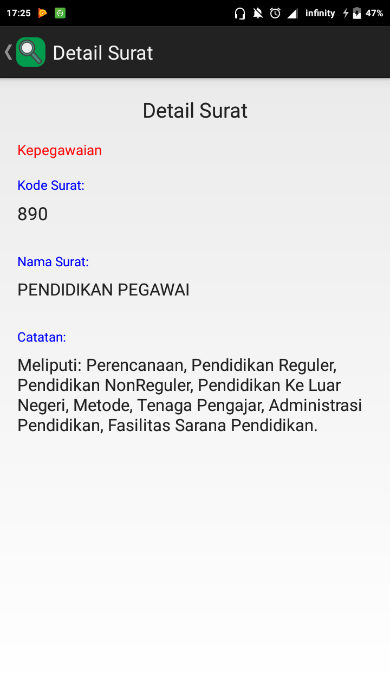 17:25 infinity 47%
Detail Surat
Detail Surat
Kepegawaian
Kode Surat:
890
Nama Surat:
PENDIDIKAN PEGAWAI
Catatan:
Meliputi: Perencanaan, Pendidikan Reguler,
Pendidikan NonReguler, Pendidikan Ke Luar
Negeri, Metode, Tenaga Pengajar, Administrasi
Pendidikan, Fasilitas Sarana Pendidikan.